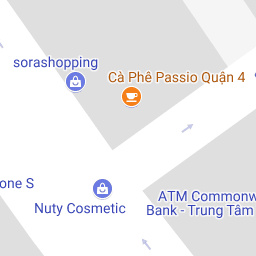 sorashopping
Cà Phê Passio Quận 4
one S
Nuty Cosmetic
ATM Commonw
Bank - Trung Tâm